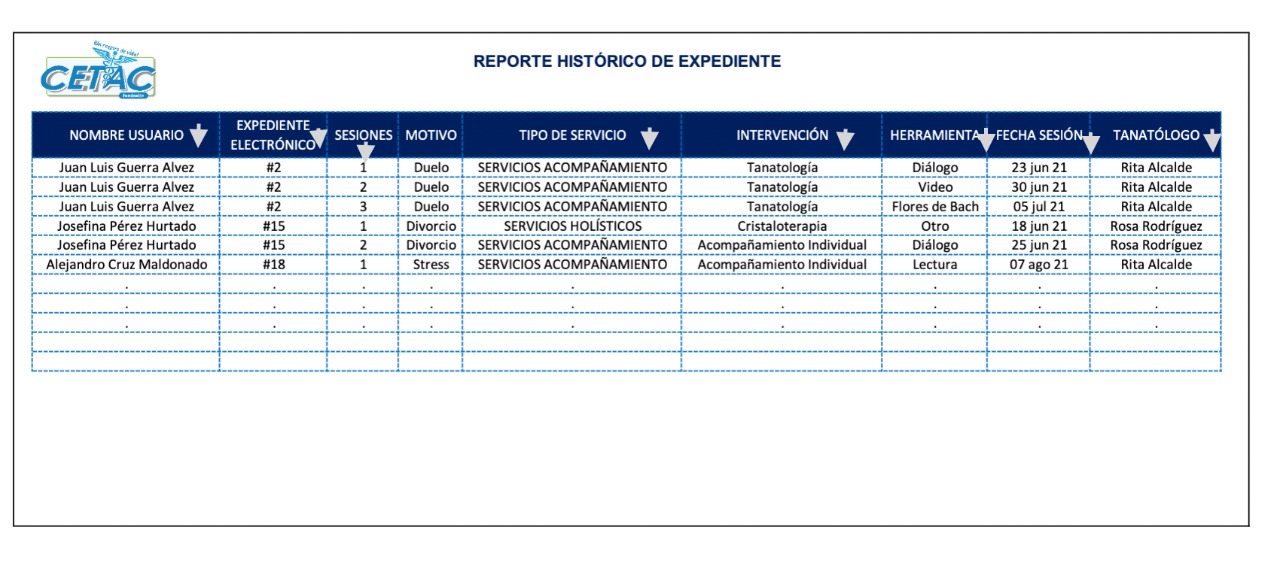 REPORTE HISTÓRICO DE EXPEDIENTE
CETAC
Fundación
NOMBRE USUARIO EXPEDIENTE ELECTRÓNICO SESIONES MOTIVO TIPO DE SERVICIO INTERVENCIÓN HERRAMIENTA FECHA SESIÓN TANATÓLOGO
Juan Luis Guerra Alvez #2 1 Duelo SERVICIOS ACOMPAÑAMIENTO Tanatología Diálogo 23 jun 21 Rita Alcalde
Juan Luis Guerra Alvez #2 2 Duelo SERVICIOS ACOMPAÑAMIENTO Tanatología Video 30 jun 21 Rita Alcalde
Juan Luis Guerra Alvez #2 3 Duelo SERVICIOS ACOMPAÑAMIENTO Tanatología Flores de Bach 05 jul 21 Rita Alcalde
Josefina Pérez Hurtado #15 1 Divorcio SERVICIOS HOLÍSTICOS Cristaloterapia Otro 18 jun 21 Rosa Rodríguez
Josefina Pérez Hurtado #15 2 Divorcio SERVICIOS ACOMPAÑAMIENTO Acompañamiento Individual Diálogo 25 jun 21 Rosa Rodríguez
Alejandro Cruz Maldonado #18 1 Stress SERVICIOS ACOMPAÑAMIENTO Acompañamiento Individual Lectura 07 ago 21 Rita Alcalde
. . . . . . . . .
. . . . . . . . .
. . . . . . . . .